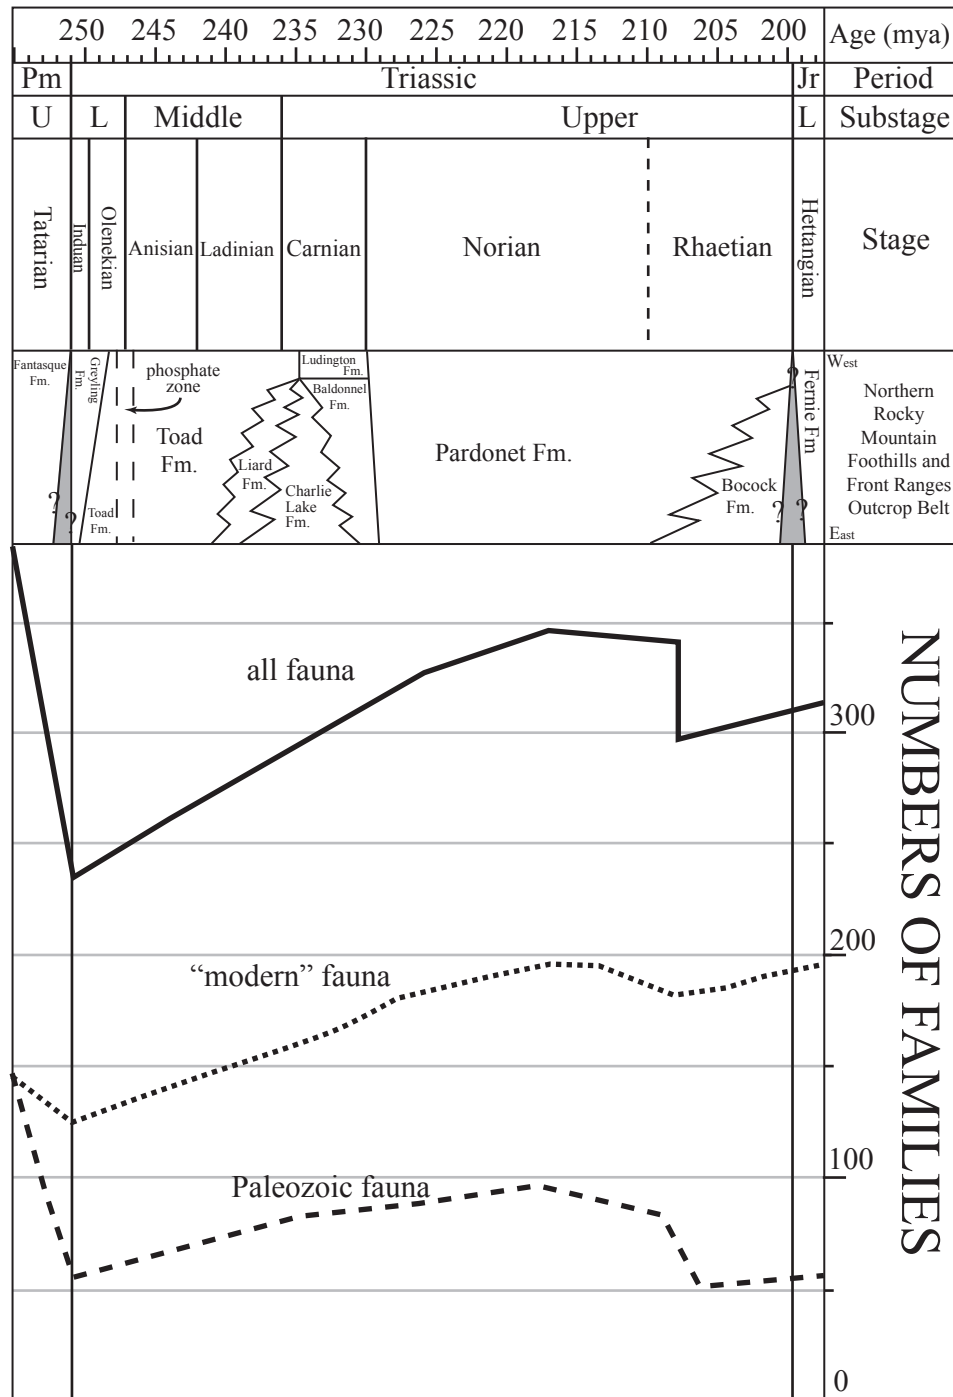 250 245 240 235 230 225 220 215 210 205 200 Age (mya)
Pm Triassic Jr Period
U L Middle Upper L Substage
Tatarian
Induan
Olenekian
Anisian Ladinian Carnian Norian Rhaetian
Hettangian
Stage
Fantasque
Fm.
Greyling
Fm.
phosphate
zone
Toad
Fm.
Toad
Fm.
Liard
Fm.
Charlie
Lake
Fm.
Ludington
Fm.
Baldonnel
Fm.
Pardonet Fm.
Bocock
Fm.
Fernie Fm
? ? ? ? ?
West
Northern
Rocky
Mountain
Foothills and
Front Ranges
Outcrop Belt
East
all fauna
300
"modern" fauna
200
Paleozoic fauna
100
0
NUMBERS OF FAMILIES